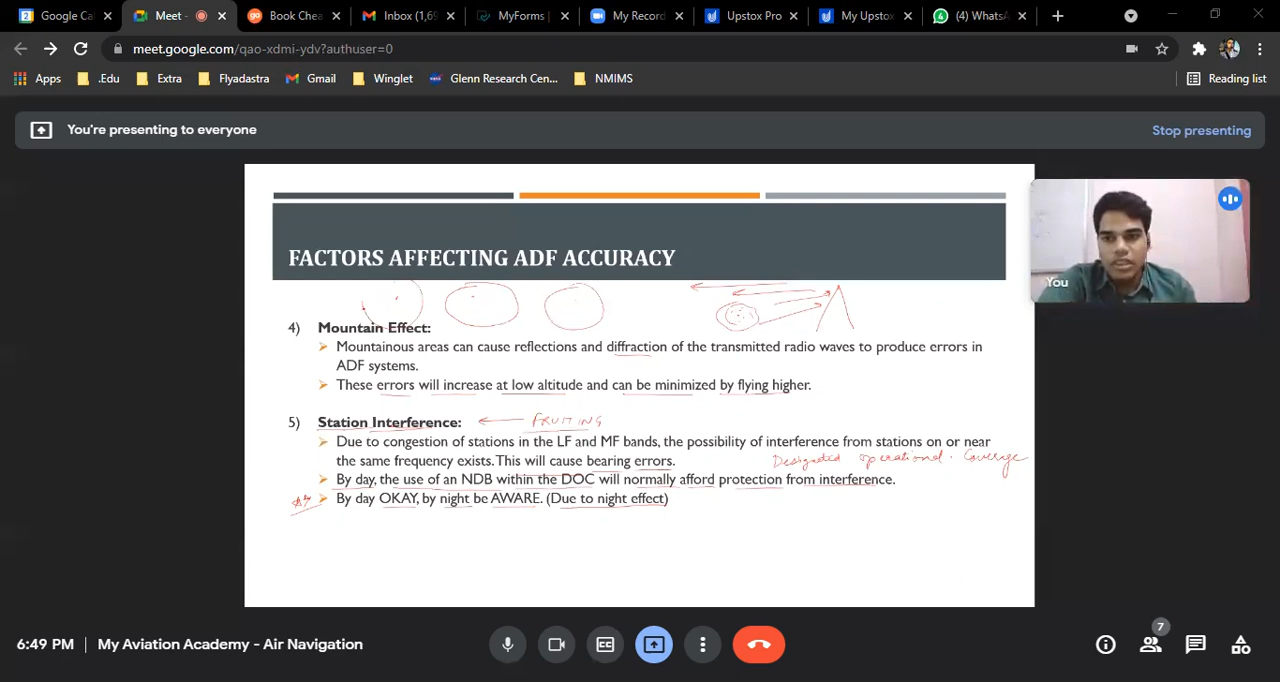 Google Ca
Meet -
Book Chea
Inbox (1,69
MyForms |
My Record
Upstox Pro
My Upsto
(4) WhatsA
meet.google.com/qao-xdmi-ydv?authuser=0
Apps
.Edu
Extra
Flyadastra
Gmail
Winglet
Glenn Research Cen...
NMIMS
Reading list
You're presenting to everyone
Stop presenting
FACTORS AFFECTING ADF ACCURACY
You
4) Mountain Effect:
Mountainous areas can cause reflections and diffraction of the transmitted radio waves to produce errors in
ADF systems.
These errors will increase at low altitude and can be minimized by flying higher.
5) Station Interference: FRUITING
Due to congestion of stations in the LF and MF bands, the possibility of interference from stations on or near
the same frequency exists. This will cause bearing errors. Designated operational. Coverage
By day, the use of an NDB within the DOC will normally afford protection from interference.
By day OKAY, by night be AWARE. (Due to night effect)
6:49 PM | My Aviation Academy - Air Navigation
7